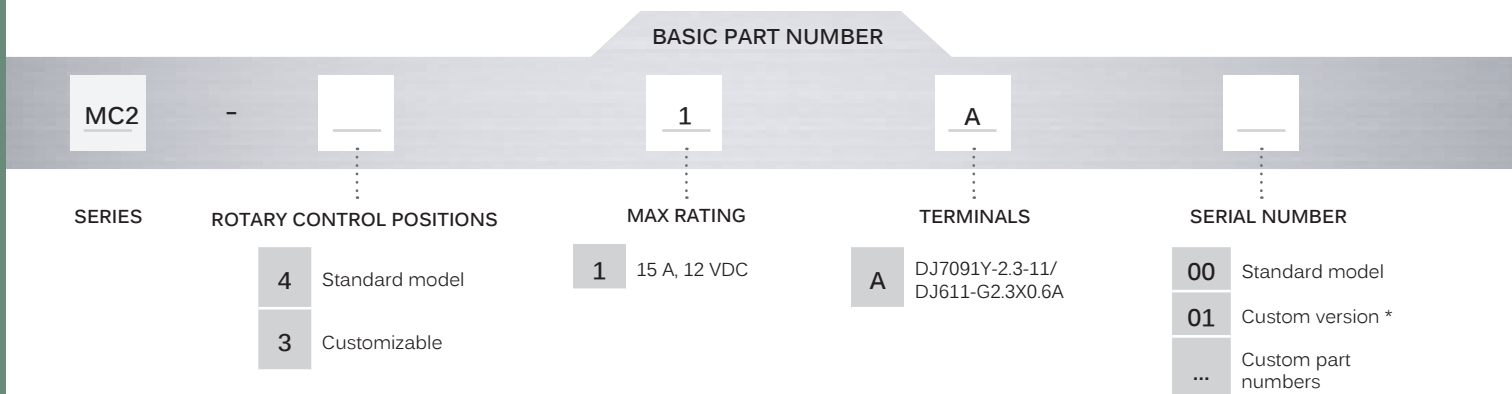 BASIC PART NUMBER
MC2 - __ 1 A __
SERIES
ROTARY CONTROL POSITIONS
4 Standard model
3 Customizable
MAX RATING
1 15 A, 12 VDC
TERMINALS
A DJ7091Y-2.3-11/
DJ611-G2.3X0.6A
SERIAL NUMBER
00 Standard model
01 Custom version *
... Custom part
numbers